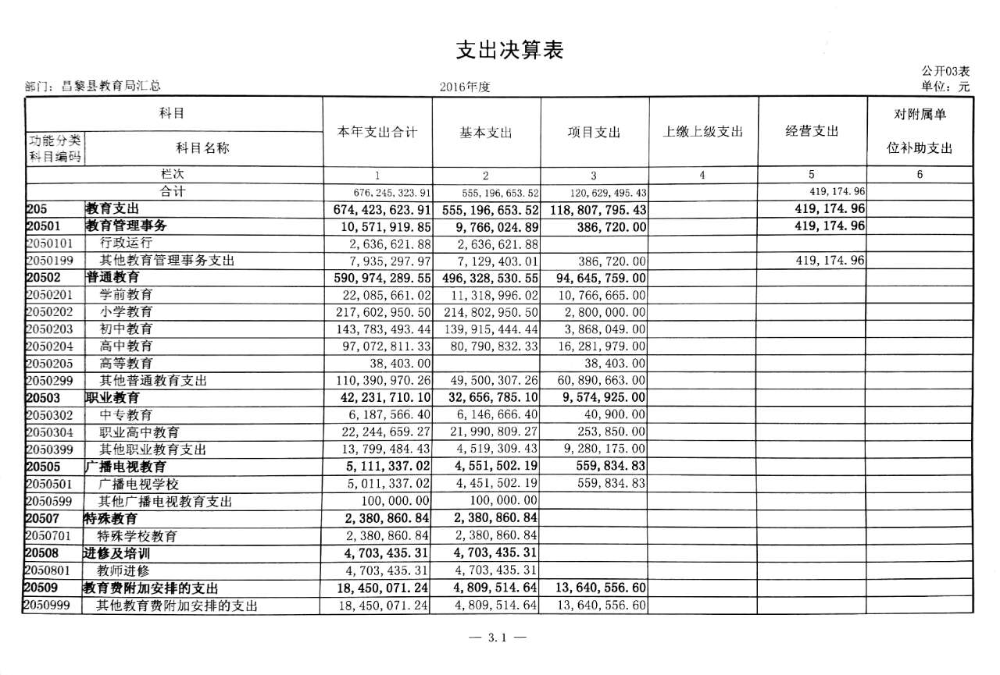 支出决算表
公开03表
部门：昌黎县教育局汇总 2016年度 单位：元
科目 本年支出合计 基本支出 项目支出 上缴上级支出 经营支出 对附属单位补助支出
功能分类科目编码 科目名称
栏次 1 2 3 4 5 6
合计 676,245,323.91 555,196,653.52 120,629,495.43 419,174.96
205 教育支出 674,423,623.91 555,196,653.52 118,807,795.43 419,174.96
20501 教育管理事务 10,571,919.85 9,766,024.89 386,720.00 419,174.96
2050101 行政运行 2,636,621.88 2,636,621.88
2050199 其他教育管理事务支出 7,935,297.97 7,129,403.01 386,720.00 419,174.96
20502 普通教育 590,974,289.55 496,328,530.55 94,645,759.00
2050201 学前教育 22,085,661.02 11,318,996.02 10,766,665.00
2050202 小学教育 217,602,950.50 214,802,950.50 2,800,000.00
2050203 初中教育 143,783,493.44 139,915,444.44 3,868,049.00
2050204 高中教育 97,072,811.33 80,790,832.33 16,281,979.00
2050205 高等教育 38,403.00 38,403.00
2050299 其他普通教育支出 110,390,970.26 49,500,307.26 60,890,663.00
20503 职业教育 42,231,710.10 32,656,785.10 9,574,925.00
2050302 中专教育 6,187,566.40 6,146,666.40 40,900.00
2050304 职业高中教育 22,244,659.27 21,990,809.27 253,850.00
2050399 其他职业教育支出 13,799,484.43 4,519,309.43 9,280,175.00
20505 广播电视教育 5,111,337.02 4,551,502.19 559,834.83
2050501 广播电视学校 5,011,337.02 4,451,502.19 559,834.83
2050599 其他广播电视教育支出 100,000.00 100,000.00
20507 特殊教育 2,380,860.84 2,380,860.84
2050701 特殊学校教育 2,380,860.84 2,380,860.84
20508 进修及培训 4,703,435.31 4,703,435.31
2050801 教师进修 4,703,435.31 4,703,435.31
20509 教育费附加安排的支出 18,450,071.24 4,809,514.64 13,640,556.60
2050999 其他教育费附加安排的支出 18,450,071.24 4,809,514.64 13,640,556.60
— 3.1 —